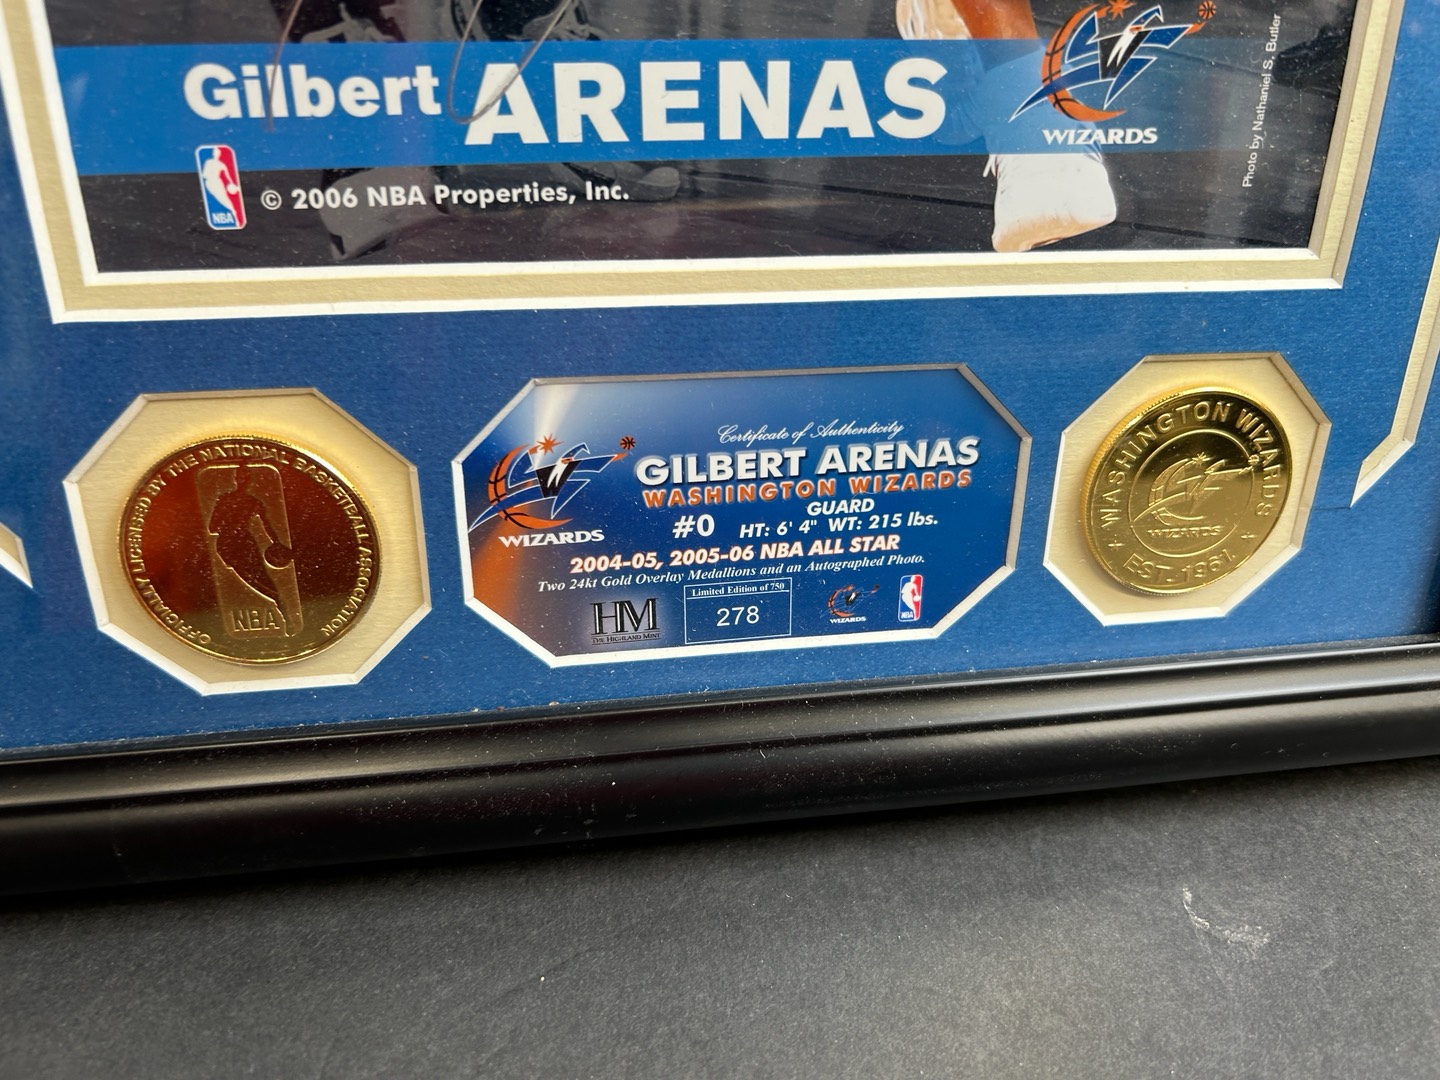 Gilbert ARENAS
WIZARDS
Photo by Nathaniel S. Butler
NBA
© 2006 NBA Properties, Inc.
OFFICIALLY LICENSED BY THE NATIONAL BASKETBALL ASSOCIATION
NBA
Certificate of Authenticity
GILBERT ARENAS
WASHINGTON WIZARDS
GUARD
#0 HT: 6' 4" WT: 215 lbs.
WIZARDS
2004-05, 2005-06 NBA ALL STAR
Two 24kt Gold Overlay Medallions and an Autographed Photo.
HM
THE HIGHLAND MINT
Limited Edition of 750
278
WIZARDS
NBA
WASHINGTON WIZARDS
WIZARDS
EST. 1961